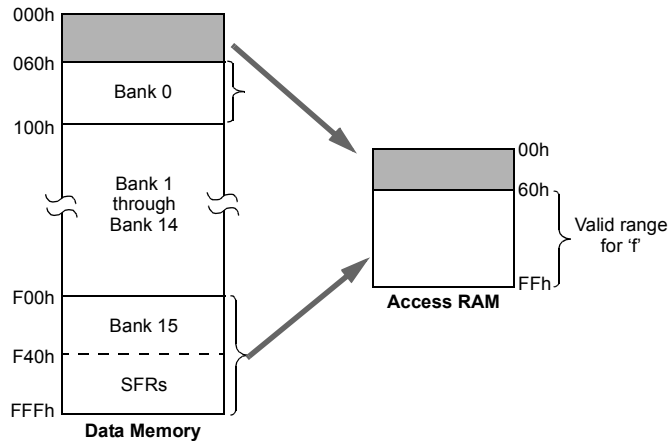 000h
060h
Bank 0
100h
Bank 1
through
Bank 14
F00h
Bank 15
F40h
SFRs
FFFh
Data Memory
00h
60h
Valid range
for ‘f’
FFh
Access RAM